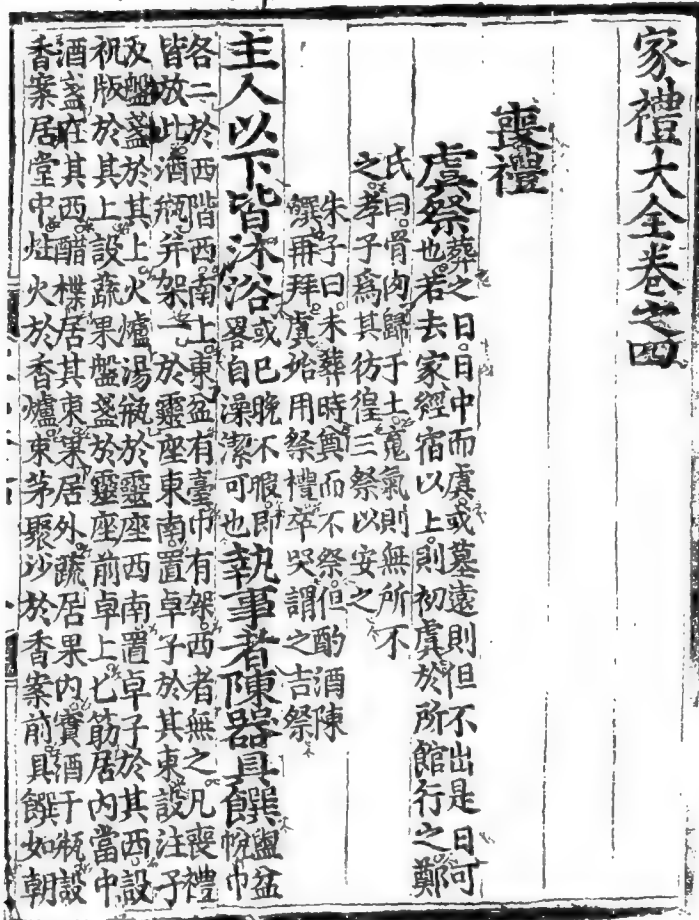 家禮大全卷之四
喪禮
虞祭葬之日日中而虞或墓遠則但不出是日可
也若去家經宿以上則初虞於所館行之鄭
氏曰骨肉歸于土䰟氣則無所不
之孝子爲其彷徨三祭以安之
朱子曰未葬時奠而不祭但酌酒陳
饌再拜虞始用祭禮卒哭謂之吉祭
主人以下皆沐浴或已晚不暇即畧自澡潔可也執事者陳器具饌盥盆帨巾
各二於西階西南上東盆有臺巾有架西者無之凡喪禮
皆放此酒瓶并架一於靈座東南置卓子於其東設注子
及盤盞於其上火爐湯瓶於靈座西南置卓子於其西設
祝版於其上設蔬果盤盞於靈座前卓上匕筯居內當中
酒盞在其西醋楪居其東果居外蔬居果內實酒于瓶設
香案居堂中炷火於香爐束茅聚沙於香案前具饌如朝